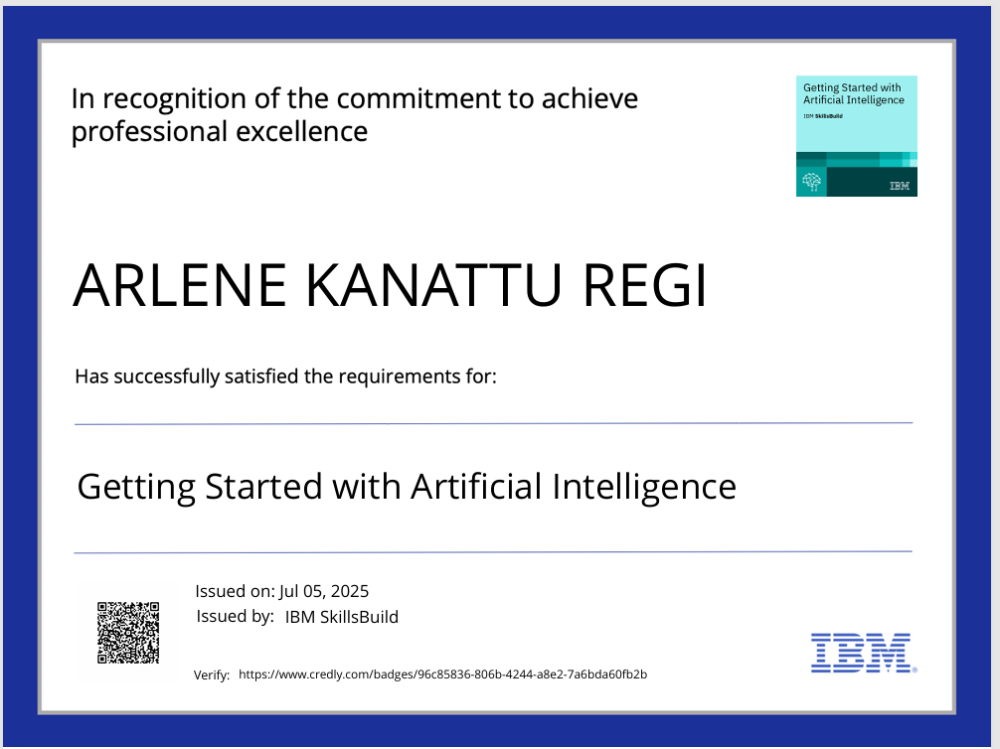 In recognition of the commitment to achieve
professional excellence
Getting Started with
Artificial Intelligence
IBM SkillsBuild
IBM
ARLENE KANATTU REGI
Has successfully satisfied the requirements for:
Getting Started with Artificial Intelligence
Issued on: Jul 05, 2025
Issued by: IBM SkillsBuild
Verify: https://www.credly.com/badges/96c85836-806b-4244-a8e2-7a6bda60fb2b
IBM®